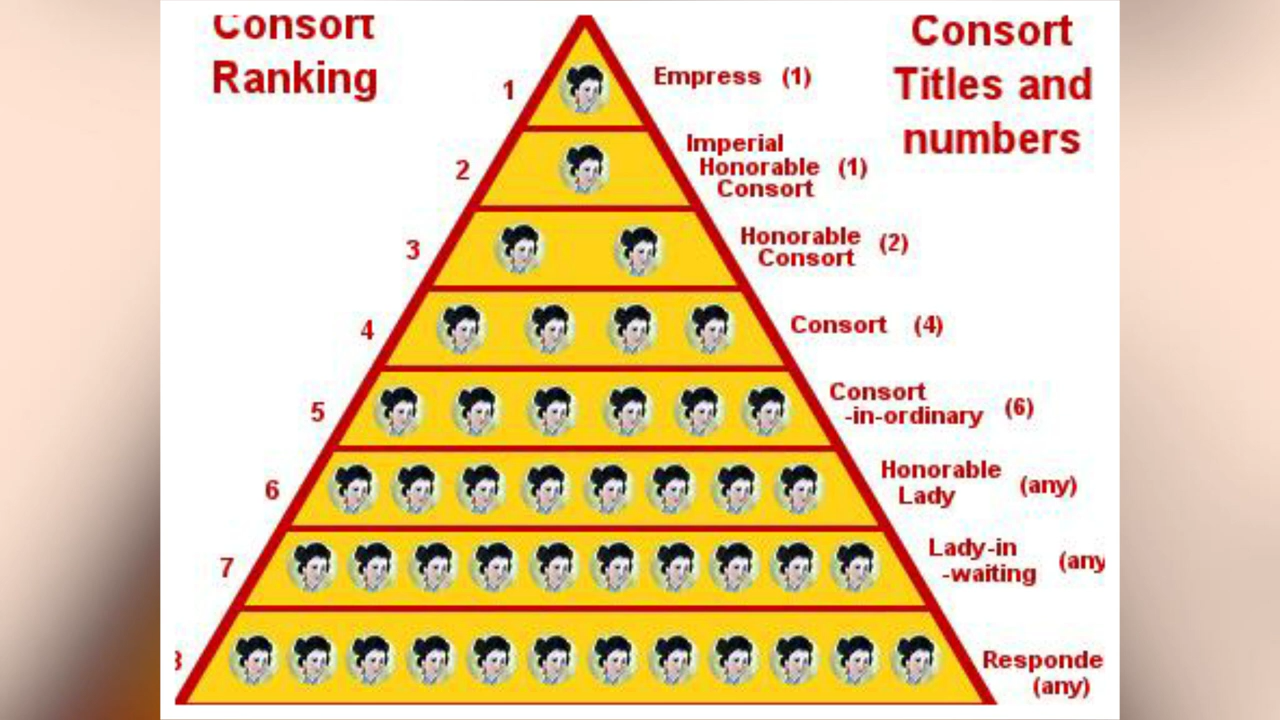 Consort
Ranking
Consort
Titles and
numbers
1
Empress (1)
2
Imperial
Honorable (1)
Consort
3
Honorable (2)
Consort
4
Consort (4)
5
Consort
-in-ordinary (6)
6
Honorable
Lady (any)
7
Lady-in
-waiting (any
Responde
(any)